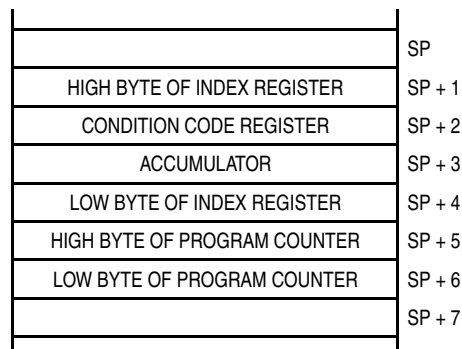 SP
HIGH BYTE OF INDEX REGISTER SP + 1
CONDITION CODE REGISTER SP + 2
ACCUMULATOR SP + 3
LOW BYTE OF INDEX REGISTER SP + 4
HIGH BYTE OF PROGRAM COUNTER SP + 5
LOW BYTE OF PROGRAM COUNTER SP + 6
SP + 7